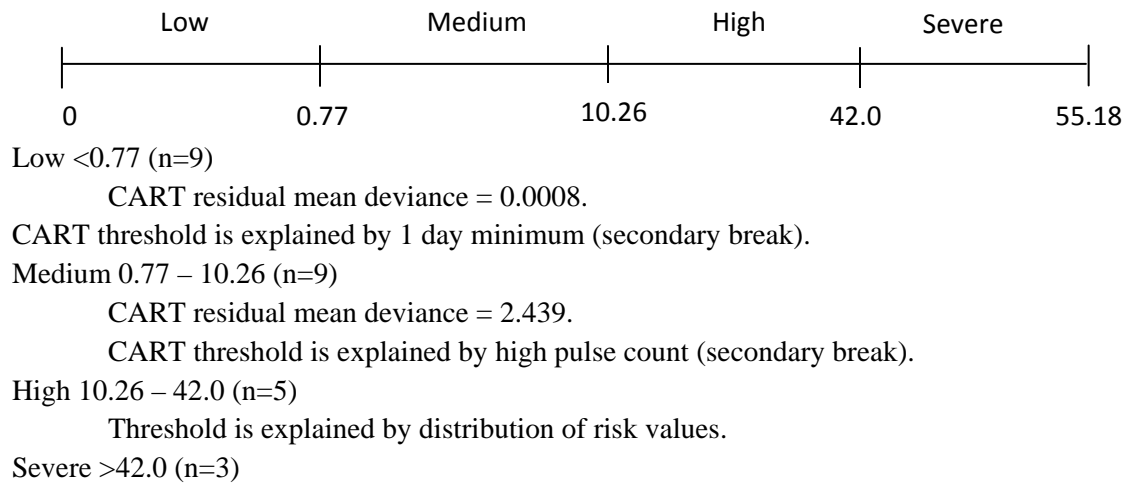 Low Medium High Severe
0 0.77 10.26 42.0 55.18
Low <0.77 (n=9)
CART residual mean deviance = 0.0008.
CART threshold is explained by 1 day minimum (secondary break).
Medium 0.77 – 10.26 (n=9)
CART residual mean deviance = 2.439.
CART threshold is explained by high pulse count (secondary break).
High 10.26 – 42.0 (n=5)
Threshold is explained by distribution of risk values.
Severe >42.0 (n=3)